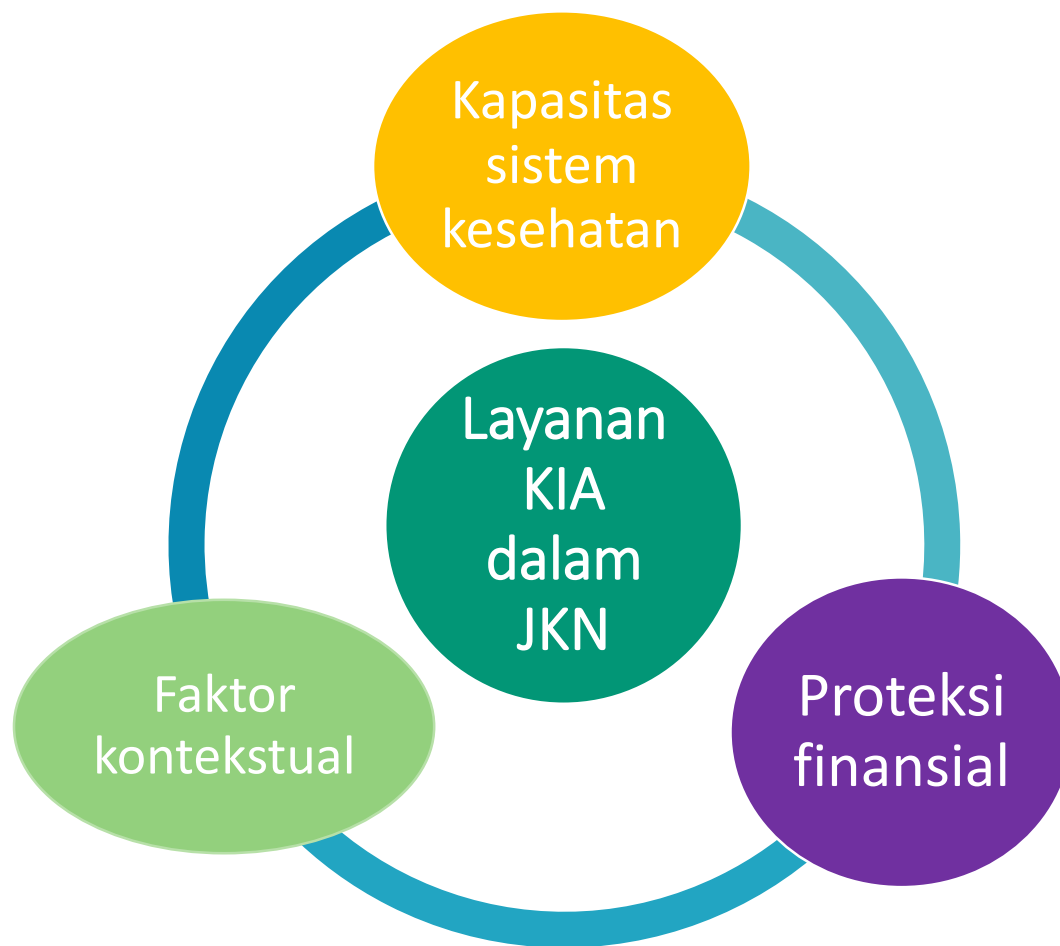 Kapasitas
sistem
kesehatan
Layanan
KIA
dalam
JKN
Faktor
kontekstual
Proteksi
finansial